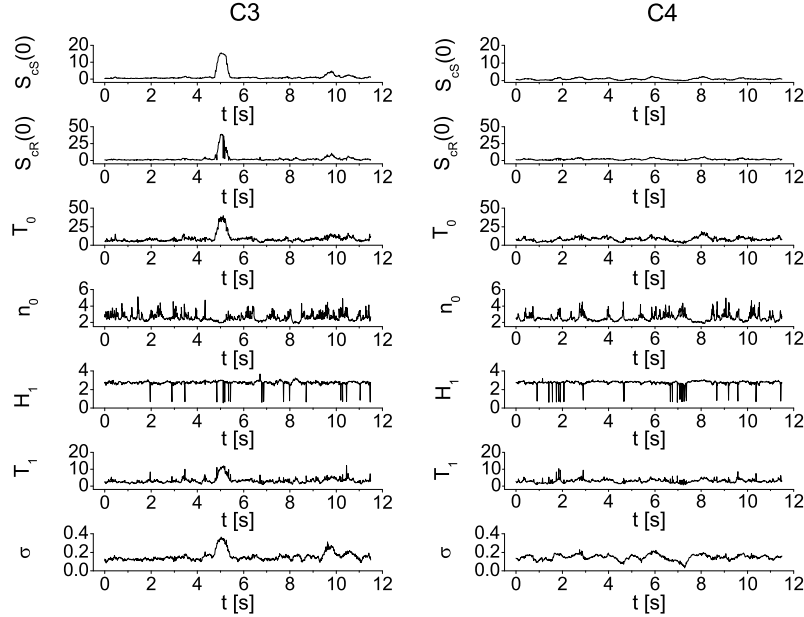 C3 C4
S_cS(0) 20 10 0 S_cS(0) 20 10 0
0 2 4 6 8 10 12 0 2 4 6 8 10 12
t [s] t [s]
S_cR(0) 50 25 0 S_cR(0) 50 25 0
0 2 4 6 8 10 12 0 2 4 6 8 10 12
t [s] t [s]
T_0 50 25 0 T_0 50 25 0
0 2 4 6 8 10 12 0 2 4 6 8 10 12
t [s] t [s]
n_0 6 4 2 n_0 6 4 2
0 2 4 6 8 10 12 0 2 4 6 8 10 12
t [s] t [s]
H_1 4 2 0 H_1 4 2 0
0 2 4 6 8 10 12 0 2 4 6 8 10 12
t [s] t [s]
T_1 20 10 0 T_1 20 10 0
0 2 4 6 8 10 12 0 2 4 6 8 10 12
t [s] t [s]
σ 0.4 0.2 0.0 σ 0.4 0.2 0.0
0 2 4 6 8 10 12 0 2 4 6 8 10 12
t [s] t [s]